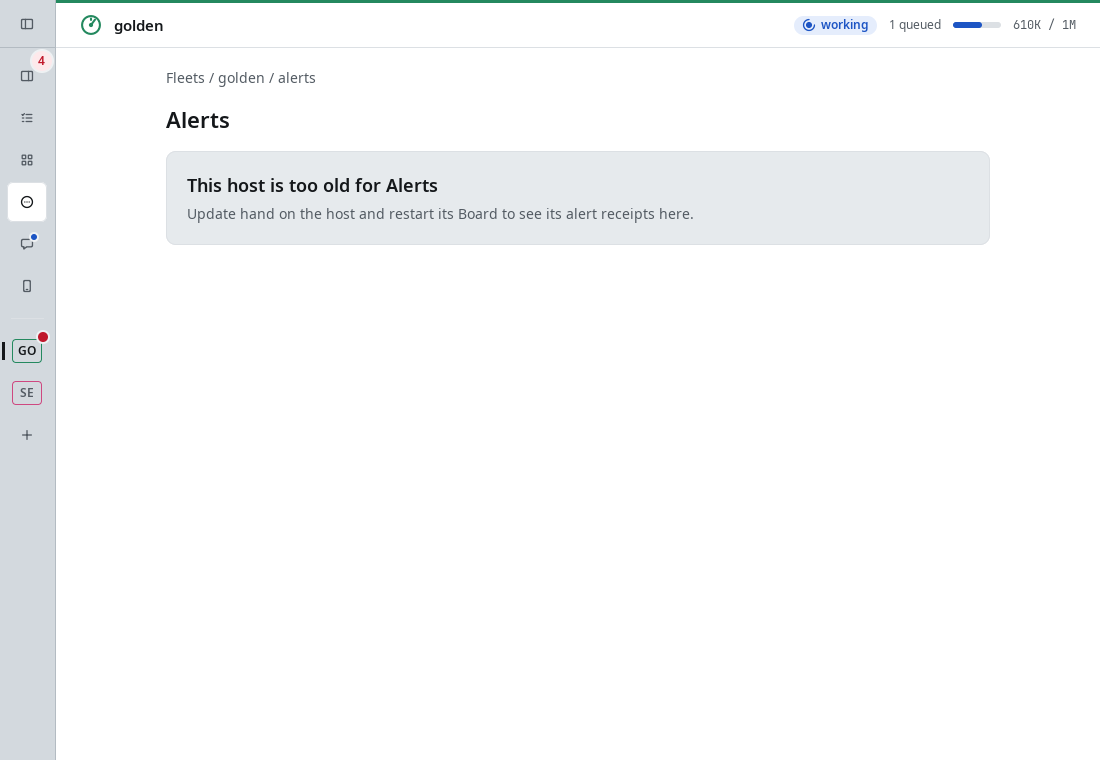 golden
working
1 queued
610K / 1M
4
Fleets / golden / alerts
Alerts
This host is too old for Alerts
Update hand on the host and restart its Board to see its alert receipts here.
GO
SE